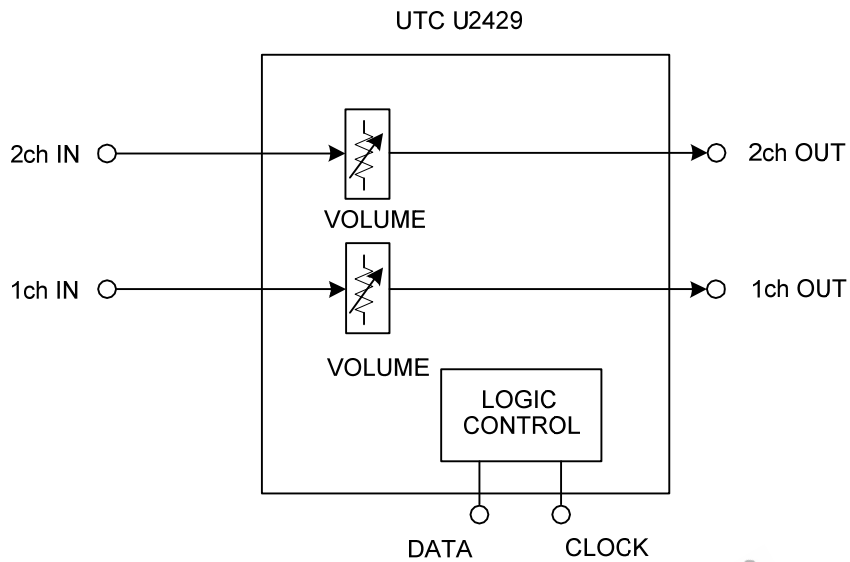 UTC U2429
2ch IN
2ch OUT
VOLUME
1ch IN
1ch OUT
VOLUME
LOGIC
CONTROL
DATA
CLOCK